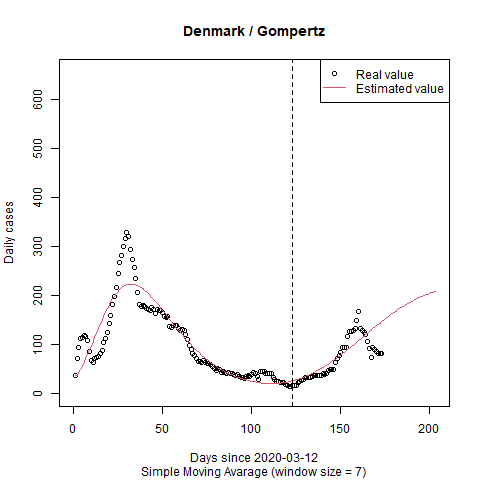 Denmark / Gompertz
Real value
Estimated value
Daily cases
600
500
400
300
200
100
0
0 50 100 150 200
Days since 2020-03-12
Simple Moving Avarage (window size = 7)